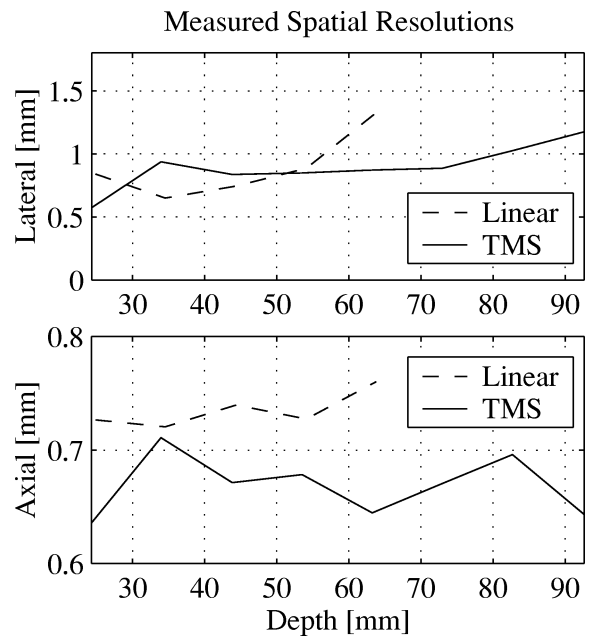 Measured Spatial Resolutions
Lateral [mm]
1.5
1
0.5
0
Linear
TMS
30 40 50 60 70 80 90
Axial [mm]
0.8
0.7
0.6
Linear
TMS
30 40 50 60 70 80 90
Depth [mm]